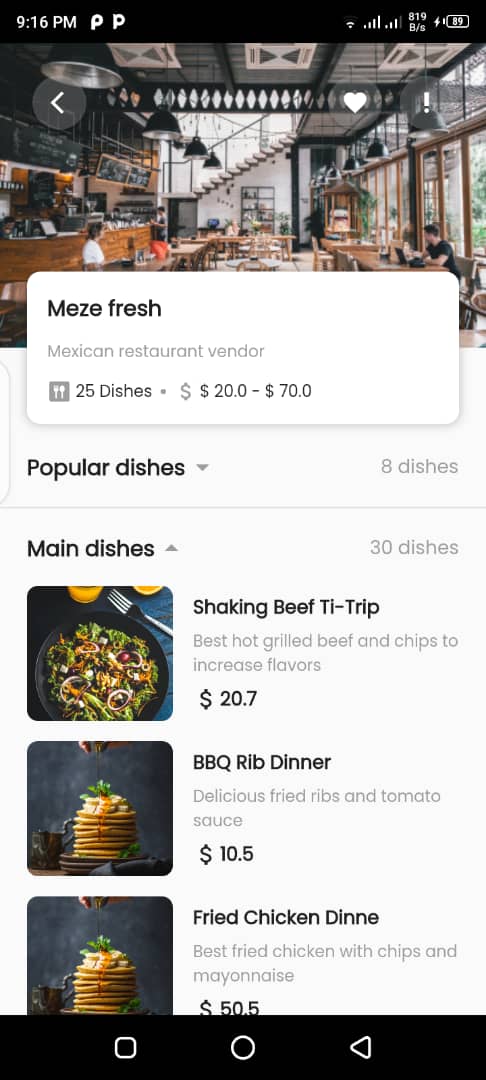 9:16 PM
819
B/s
89
Meze fresh
Mexican restaurant vendor
25 Dishes • $ $ 20.0 - $ 70.0
Popular dishes 8 dishes
Main dishes 30 dishes
Shaking Beef Ti-Trip
Best hot grilled beef and chips to
increase flavors
$ 20.7
BBQ Rib Dinner
Delicious fried ribs and tomato
sauce
$ 10.5
Fried Chicken Dinne
Best fried chicken with chips and
mayonnaise
$ 50.5